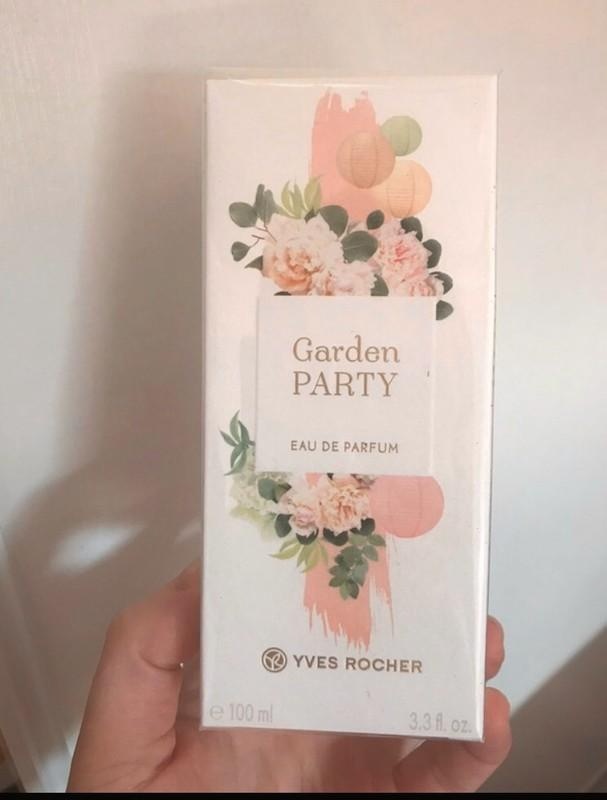 Garden
PARTY
EAU DE PARFUM
YVES ROCHER
e 100 ml 3.3 fl. oz.